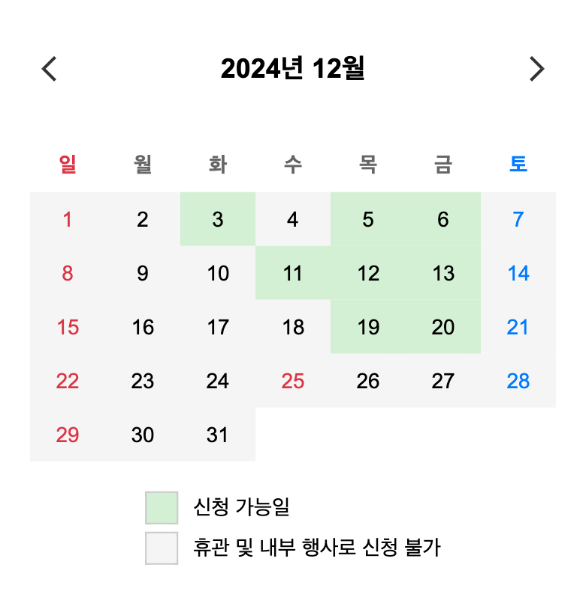 2024년 12월
일 월 화 수 목 금 토
1 2 3 4 5 6 7
8 9 10 11 12 13 14
15 16 17 18 19 20 21
22 23 24 25 26 27 28
29 30 31
신청 가능일
휴관 및 내부 행사로 신청 불가